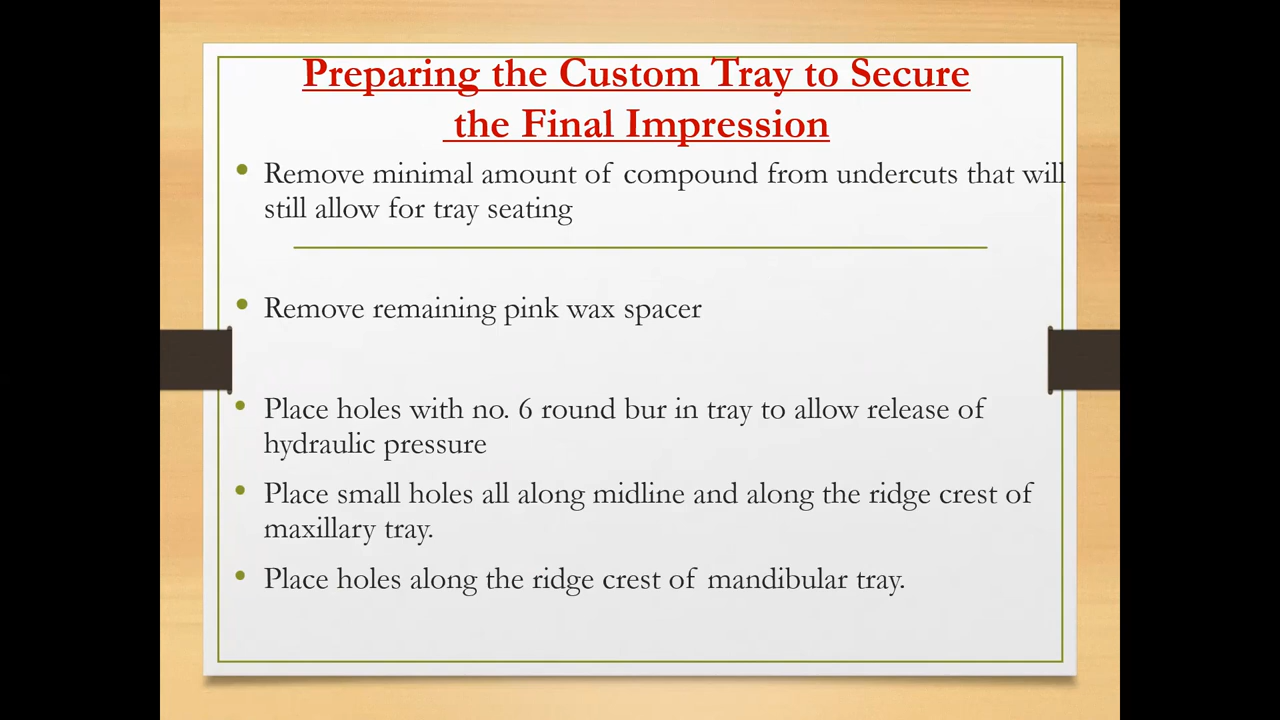 Preparing the Custom Tray to Secure
the Final Impression
• Remove minimal amount of compound from undercuts that will
still allow for tray seating
• Remove remaining pink wax spacer
• Place holes with no. 6 round bur in tray to allow release of
hydraulic pressure
• Place small holes all along midline and along the ridge crest of
maxillary tray.
• Place holes along the ridge crest of mandibular tray.